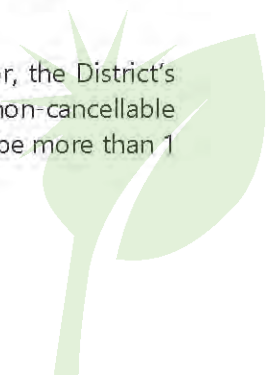 r, the District's
non-cancellable
be more than 1